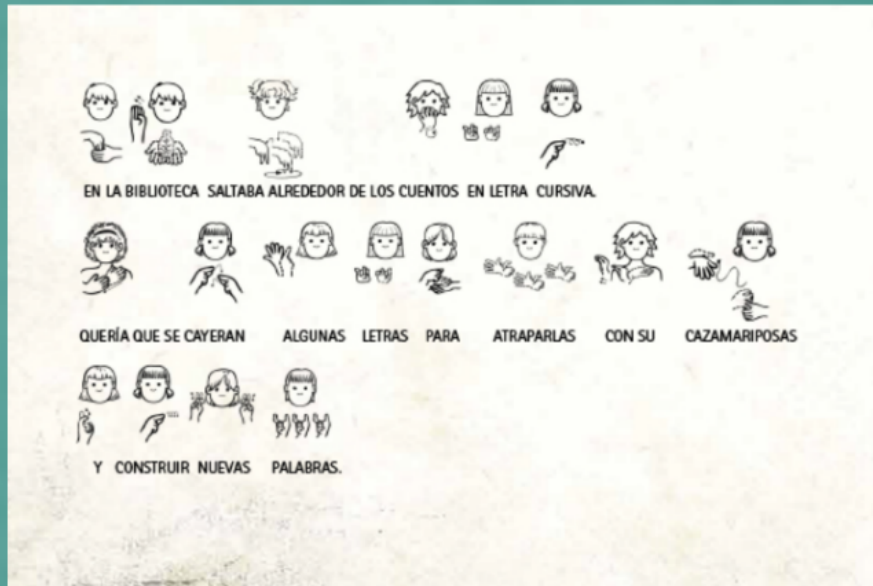 EN LA BIBLIOTECA SALTABA ALREDEDOR DE LOS CUENTOS EN LETRA CURSIVA.
QUERÍA QUE SE CAYERAN ALGUNAS LETRAS PARA ATRAPARLAS CON SU CAZAMARIPOSAS
Y CONSTRUIR NUEVAS PALABRAS.